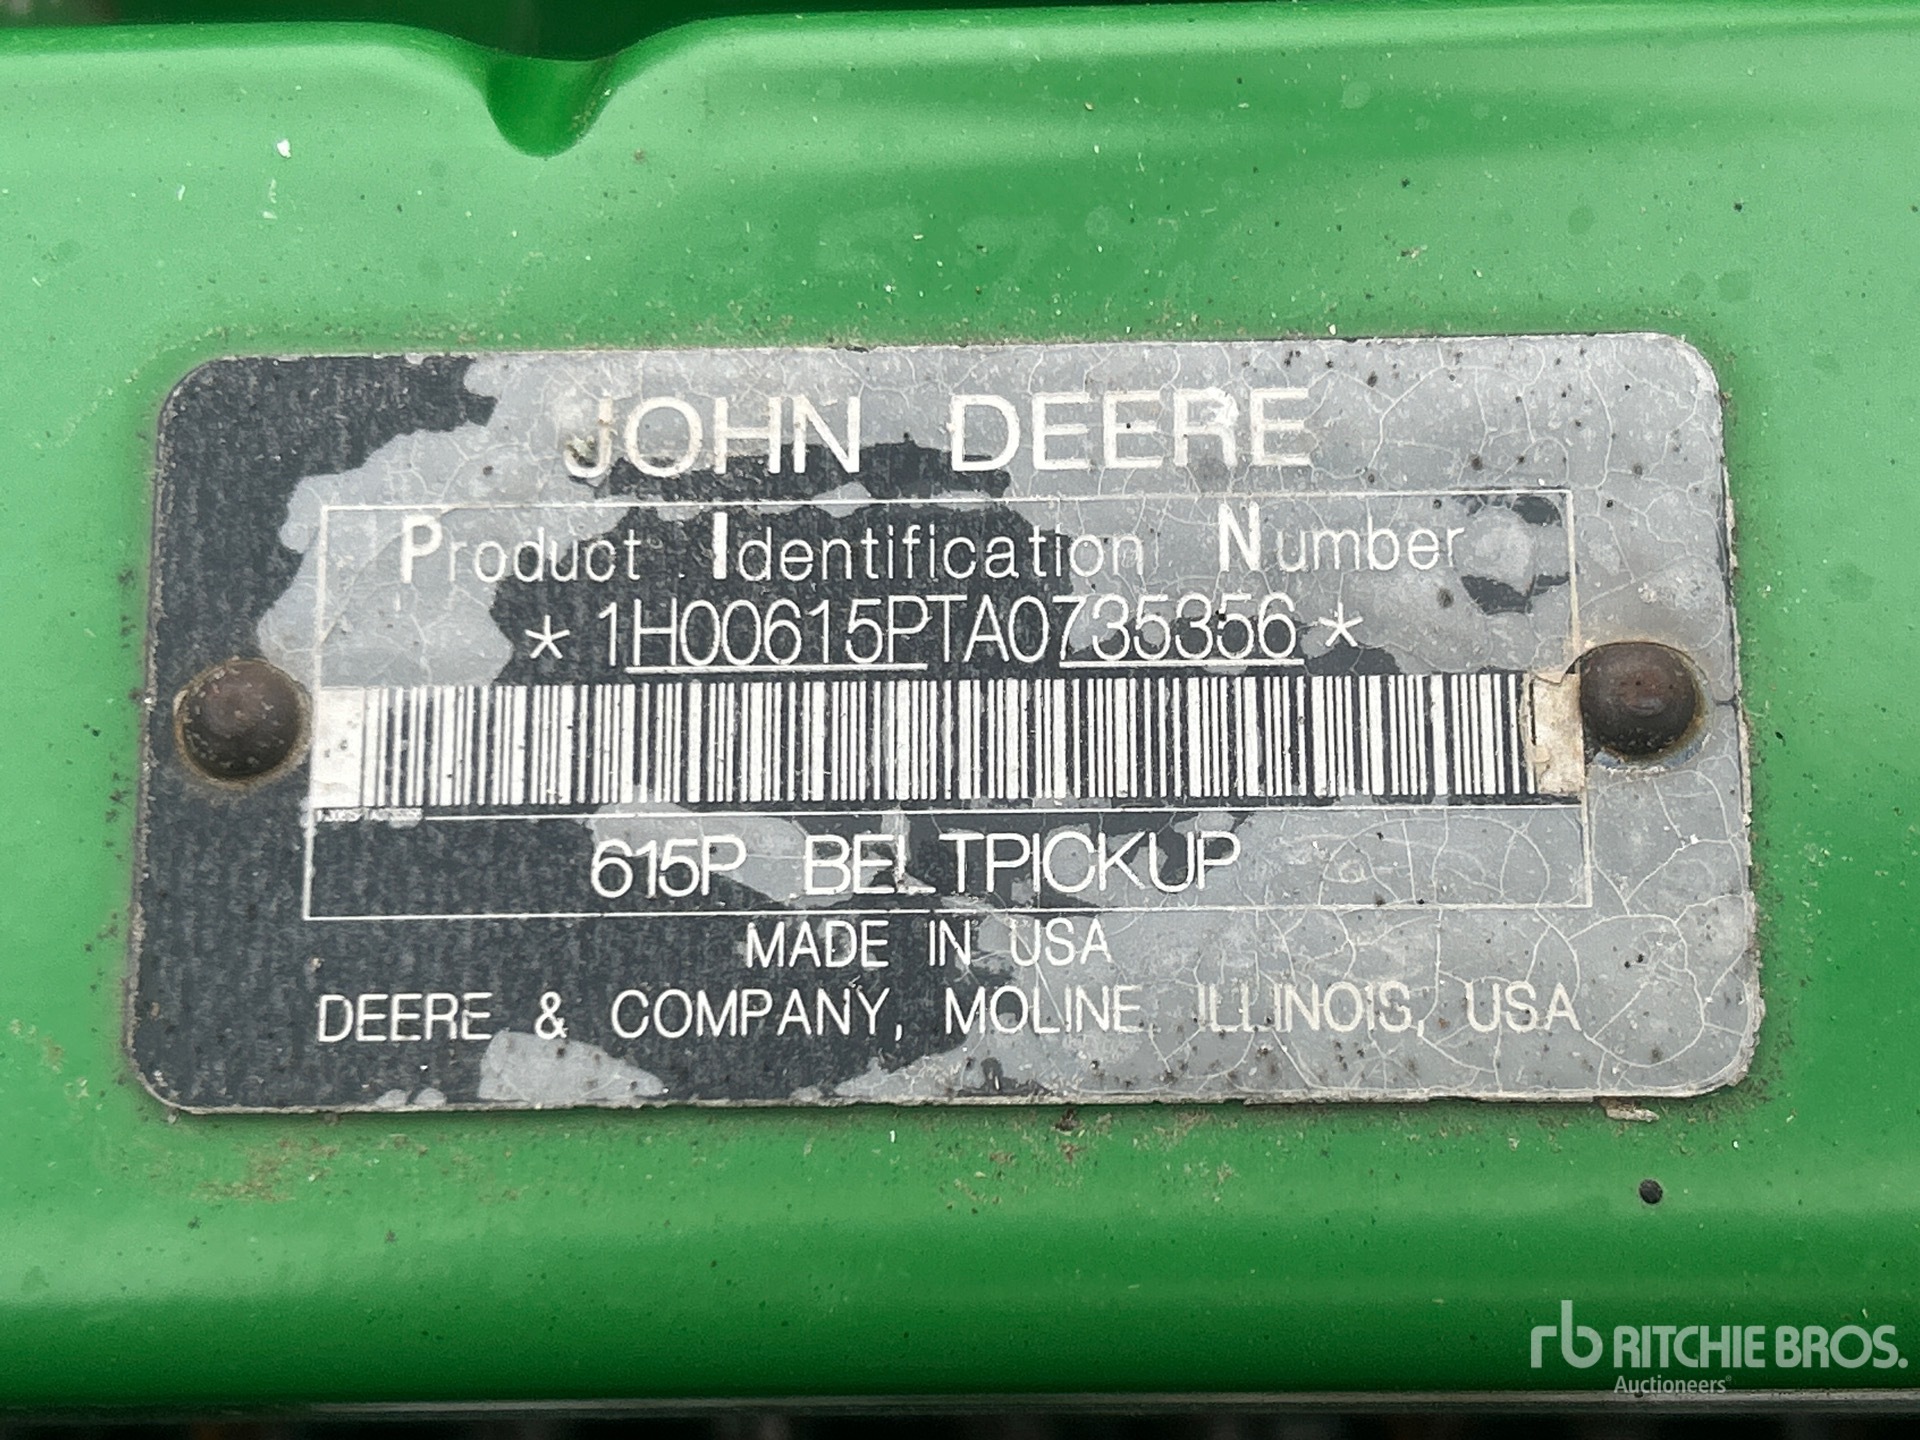 JOHN DEERE
Product Identification Number
*1H00615PTA0735356*
615P BELTPICKUP
MADE IN USA
DEERE & COMPANY, MOLINE, ILLINOIS, USA
rb RITCHIE BROS.
Auctioneers®